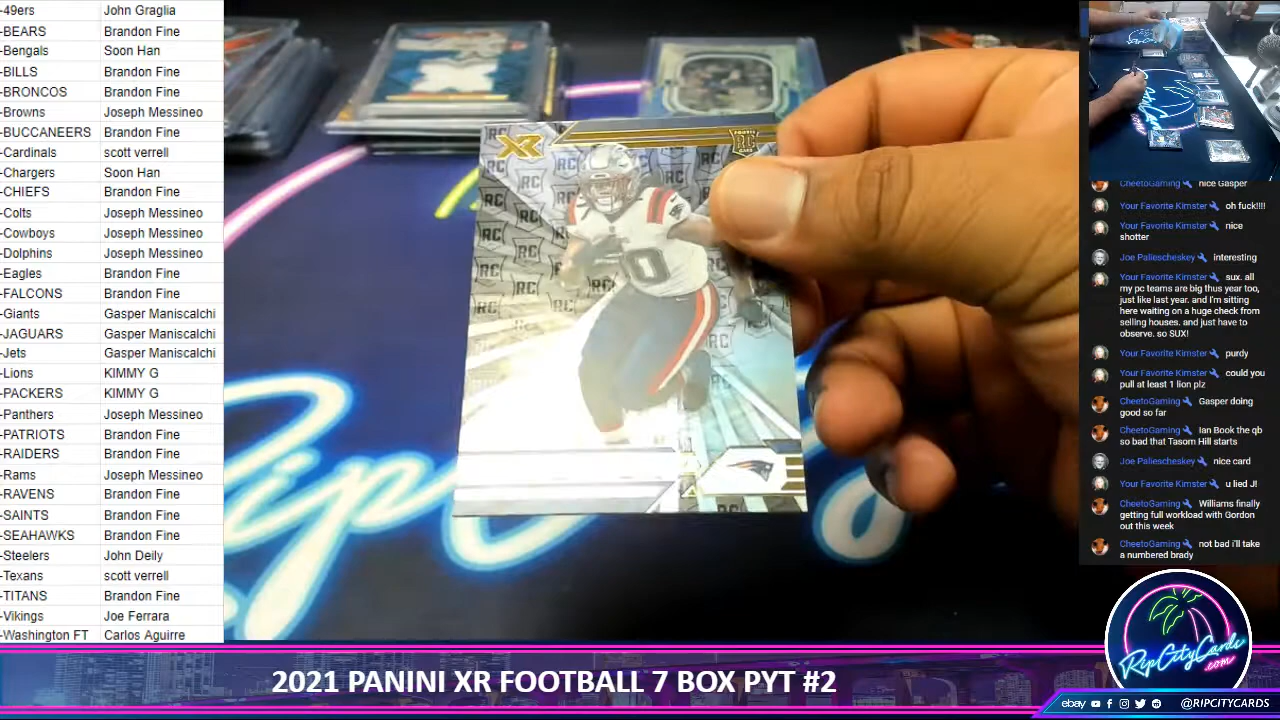 -49ers John Graglia
-BEARS Brandon Fine
-Bengals Soon Han
-BILLS Brandon Fine
-BRONCOS Brandon Fine
-Browns Joseph Messineo
-BUCCANEERS Brandon Fine
-Cardinals scott verrell
-Chargers Soon Han
-CHIEFS Brandon Fine
-Colts Joseph Messineo
-Cowboys Joseph Messineo
-Dolphins Joseph Messineo
-Eagles Brandon Fine
-FALCONS Brandon Fine
-Giants Gasper Maniscalchi
-JAGUARS Gasper Maniscalchi
-Jets Gasper Maniscalchi
-Lions KIMMY G
-PACKERS KIMMY G
-Panthers Joseph Messineo
-PATRIOTS Brandon Fine
-RAIDERS Brandon Fine
-Rams Joseph Messineo
-RAVENS Brandon Fine
-SAINTS Brandon Fine
-SEAHAWKS Brandon Fine
-Steelers John Deily
-Texans scott verrell
-TITANS Brandon Fine
-Vikings Joe Ferrara
-Washington FT Carlos Aguirre
XR
RC
0
CheetoGaming nice Gasper
Your Favorite Kimster oh fuck!!!!
Your Favorite Kimster nice
shotter
Joe Paliescheskey interesting
Your Favorite Kimster sux. all
my pc teams are big thus year too,
just like last year. and I'm sitting
here waiting on a huge check from
selling houses. and just have to
observe. so SUX!
Your Favorite Kimster purdy
Your Favorite Kimster could you
pull at least 1 lion plz
CheetoGaming Gasper doing
good so far
CheetoGaming Ian Book the qb
so bad that Tasom Hill starts
Joe Paliescheskey nice card
Your Favorite Kimster u lied J!
CheetoGaming Williams finally
getting full workload with Gordon
out this week
CheetoGaming not bad i'll take
a numbered brady
RipCityCards
.com
2021 PANINI XR FOOTBALL 7 BOX PYT #2
ebay @RIPCITYCARDS